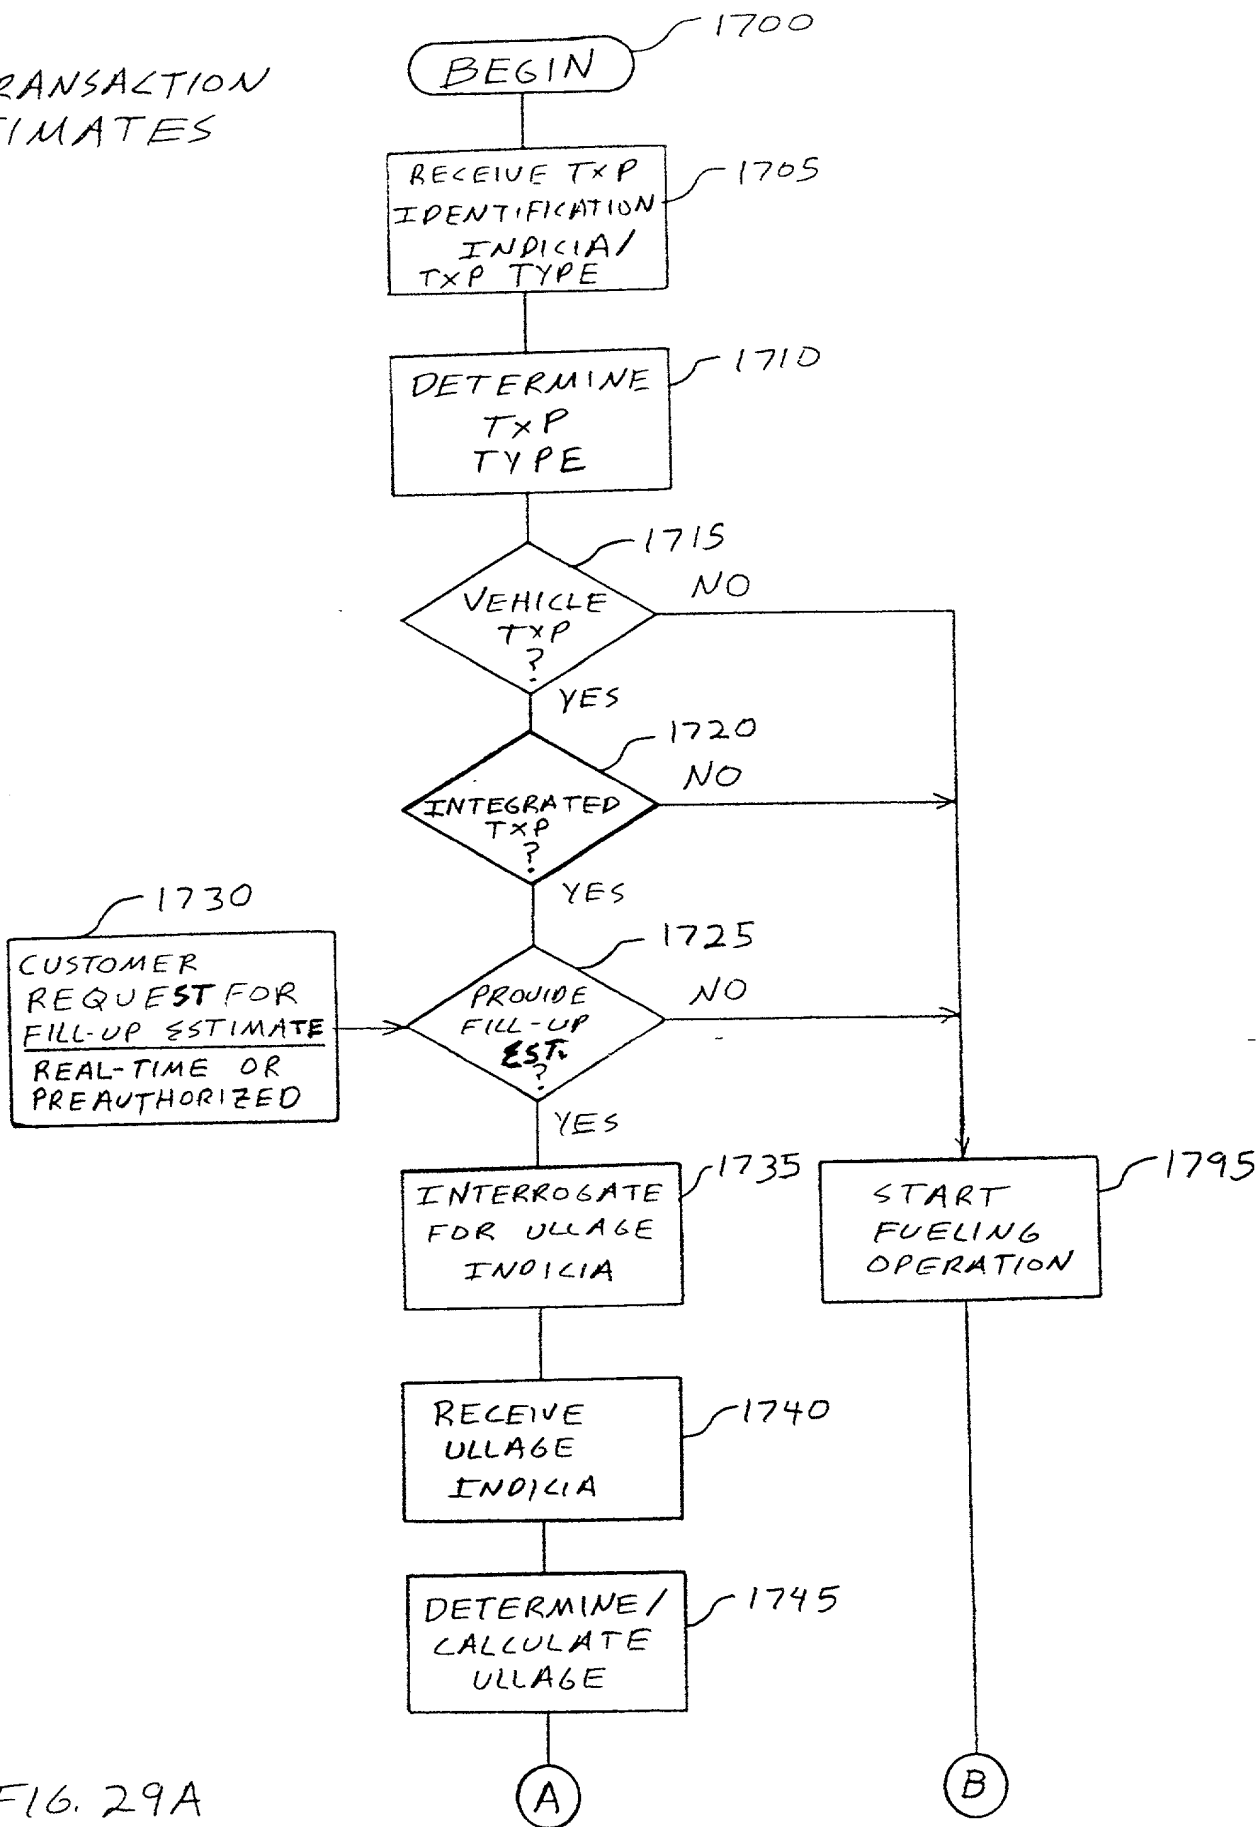 1700
RANSACTION
TIMATES
BEGIN
RECEIVE TXP
IDENTIFICATION
INDICIA/
TXP TYPE
1705
DETERMINE
TXP
TYPE
1710
1715
VEHICLE
TXP
?
NO
YES
1720
INTEGRATED
TXP
?
NO
YES
1730
CUSTOMER
REQUEST FOR
FILL-UP ESTIMATE
REAL-TIME OR
PREAUTHORIZED
1725
PROVIDE
FILL-UP
EST.
?
NO
YES
1735
INTERROGATE
FOR ULLAGE
INDICIA
1795
START
FUELING
OPERATION
RECEIVE
ULLAGE
INDICIA
1740
DETERMINE/
CALCULATE
ULLAGE
1745
A
B
FIG. 29A